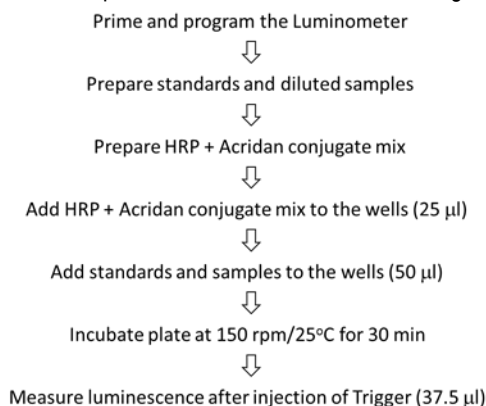 Prime and program the Luminometer
⇩
Prepare standards and diluted samples
⇩
Prepare HRP + Acridan conjugate mix
⇩
Add HRP + Acridan conjugate mix to the wells (25 µl)
⇩
Add standards and samples to the wells (50 µl)
⇩
Incubate plate at 150 rpm/25°C for 30 min
⇩
Measure luminescence after injection of Trigger (37.5 µl)